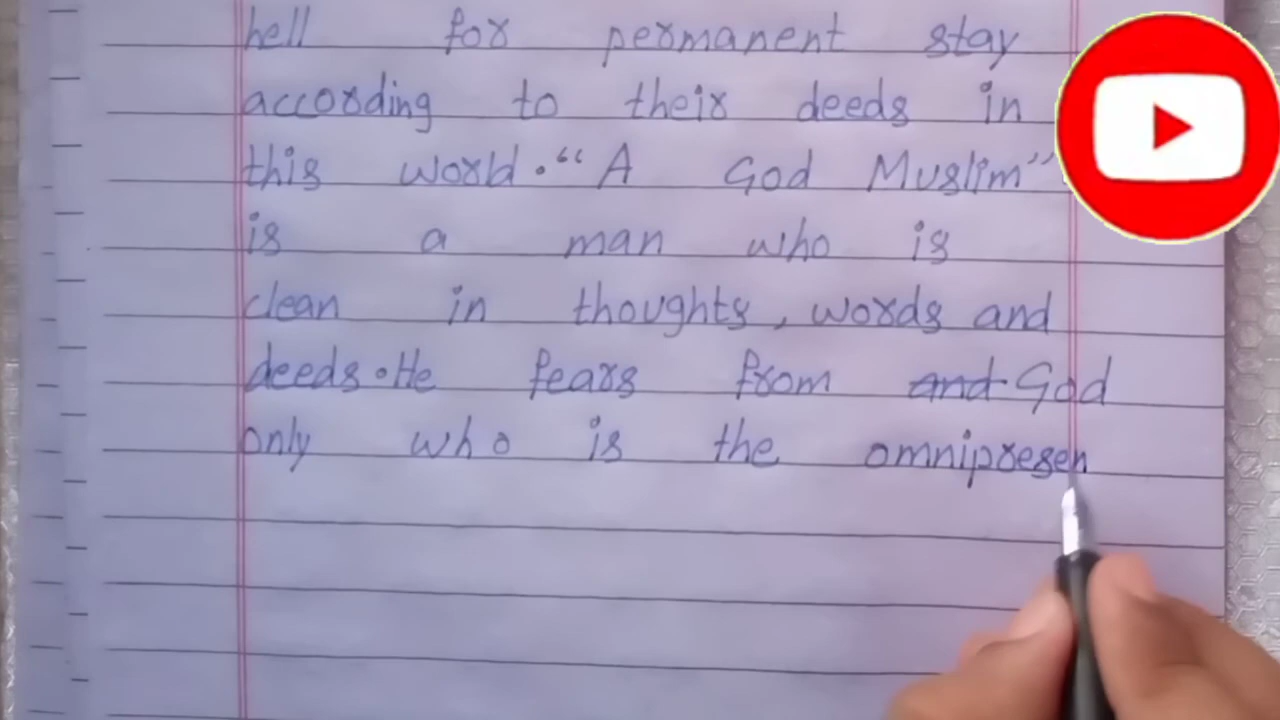 hell for permanent stay
according to their deeds in
this world. "A God Muslim"
is a man who is
clean in thoughts, words and
deeds. He fears from and God
only who is the omnipresen